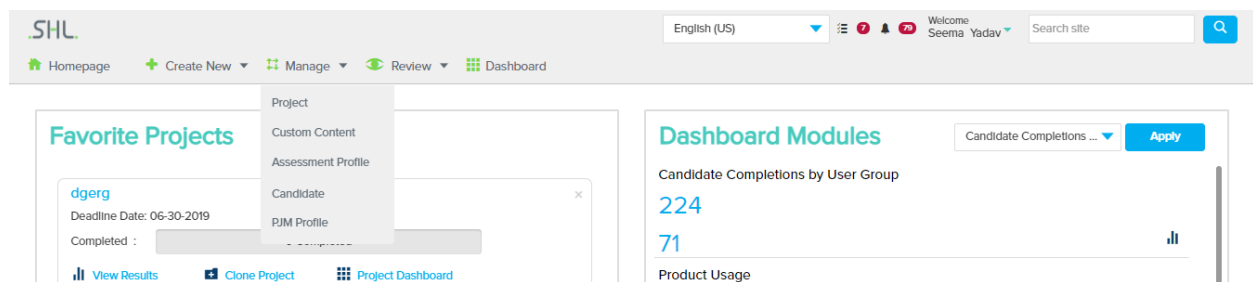 .SHL.
English (US)
7
79
Welcome
Seema Yadav
Search site
Homepage
Create New
Manage
Review
Dashboard
Project
Custom Content
Assessment Profile
Candidate
PJM Profile
Favorite Projects
dgerg
Deadline Date: 06-30-2019
Completed :
View Results
Clone Project
Project Dashboard
Dashboard Modules
Candidate Completions ...
Apply
Candidate Completions by User Group
224
71
Product Usage